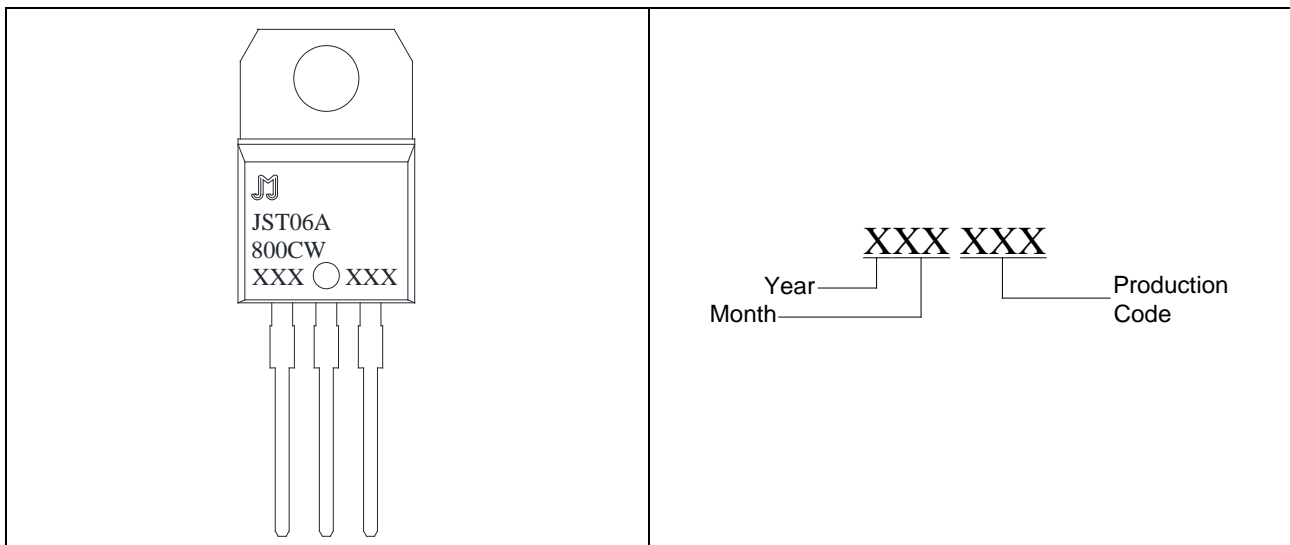 JST06A
800CW
XXX XXX
XXX XXX
Year
Month
Production
Code